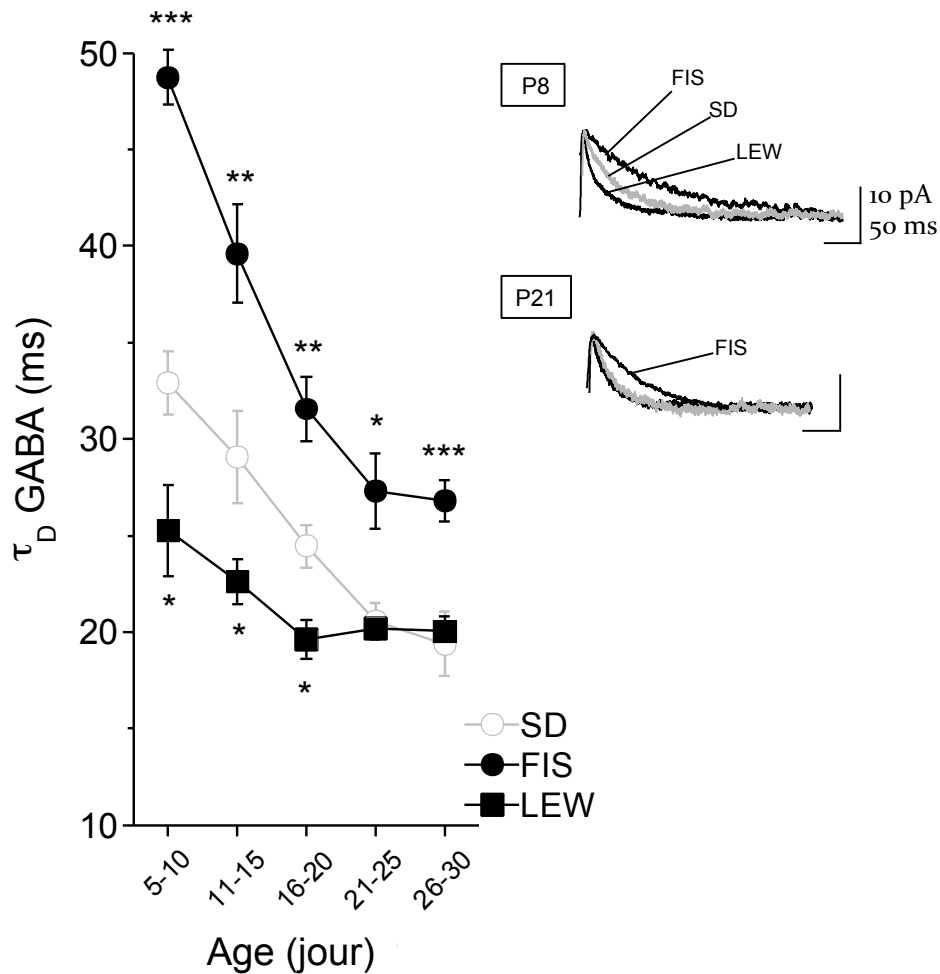 ***
50
**
40
**
*
***
30
*
*
20
*
10
τD GABA (ms)
5-10
11-15
16-20
21-25
26-30
Age (jour)
SD
FIS
LEW
P8
FIS
SD
LEW
10 pA
50 ms
P21
FIS